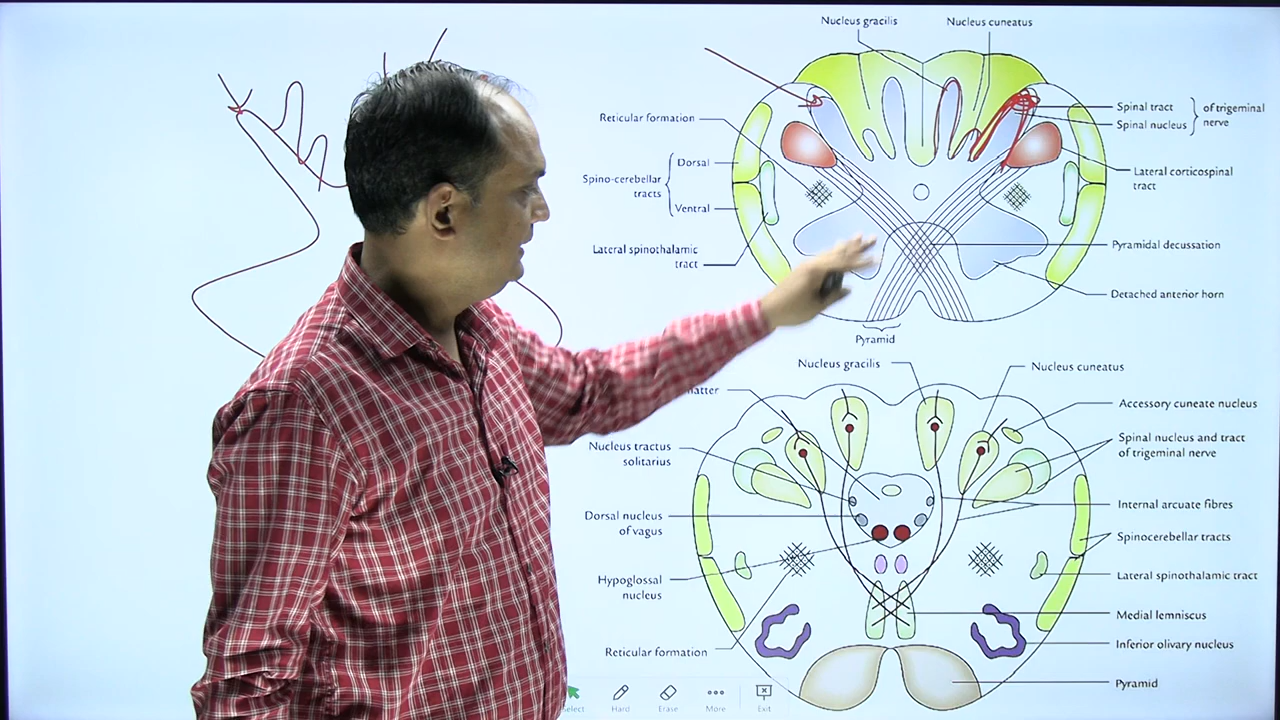 Nucleus gracilis
Nucleus cuneatus
Reticular formation
Spinal tract
Spinal nucleus
of trigeminal
nerve
Dorsal
Spino-cerebellar
tracts
Ventral
Lateral corticospinal
tract
Lateral spinothalamic
tract
Pyramidal decussation
Detached anterior horn
Pyramid
Nucleus gracilis
Nucleus cuneatus
Accessory cuneate nucleus
Nucleus tractus
solitarius
Spinal nucleus and tract
of trigeminal nerve
Dorsal nucleus
of vagus
Internal arcuate fibres
Spinocerebellar tracts
Hypoglossal
nucleus
Lateral spinothalamic tract
Medial lemniscus
Reticular formation
Inferior olivary nucleus
Pyramid
Select
Hard
Erase
More
Exit